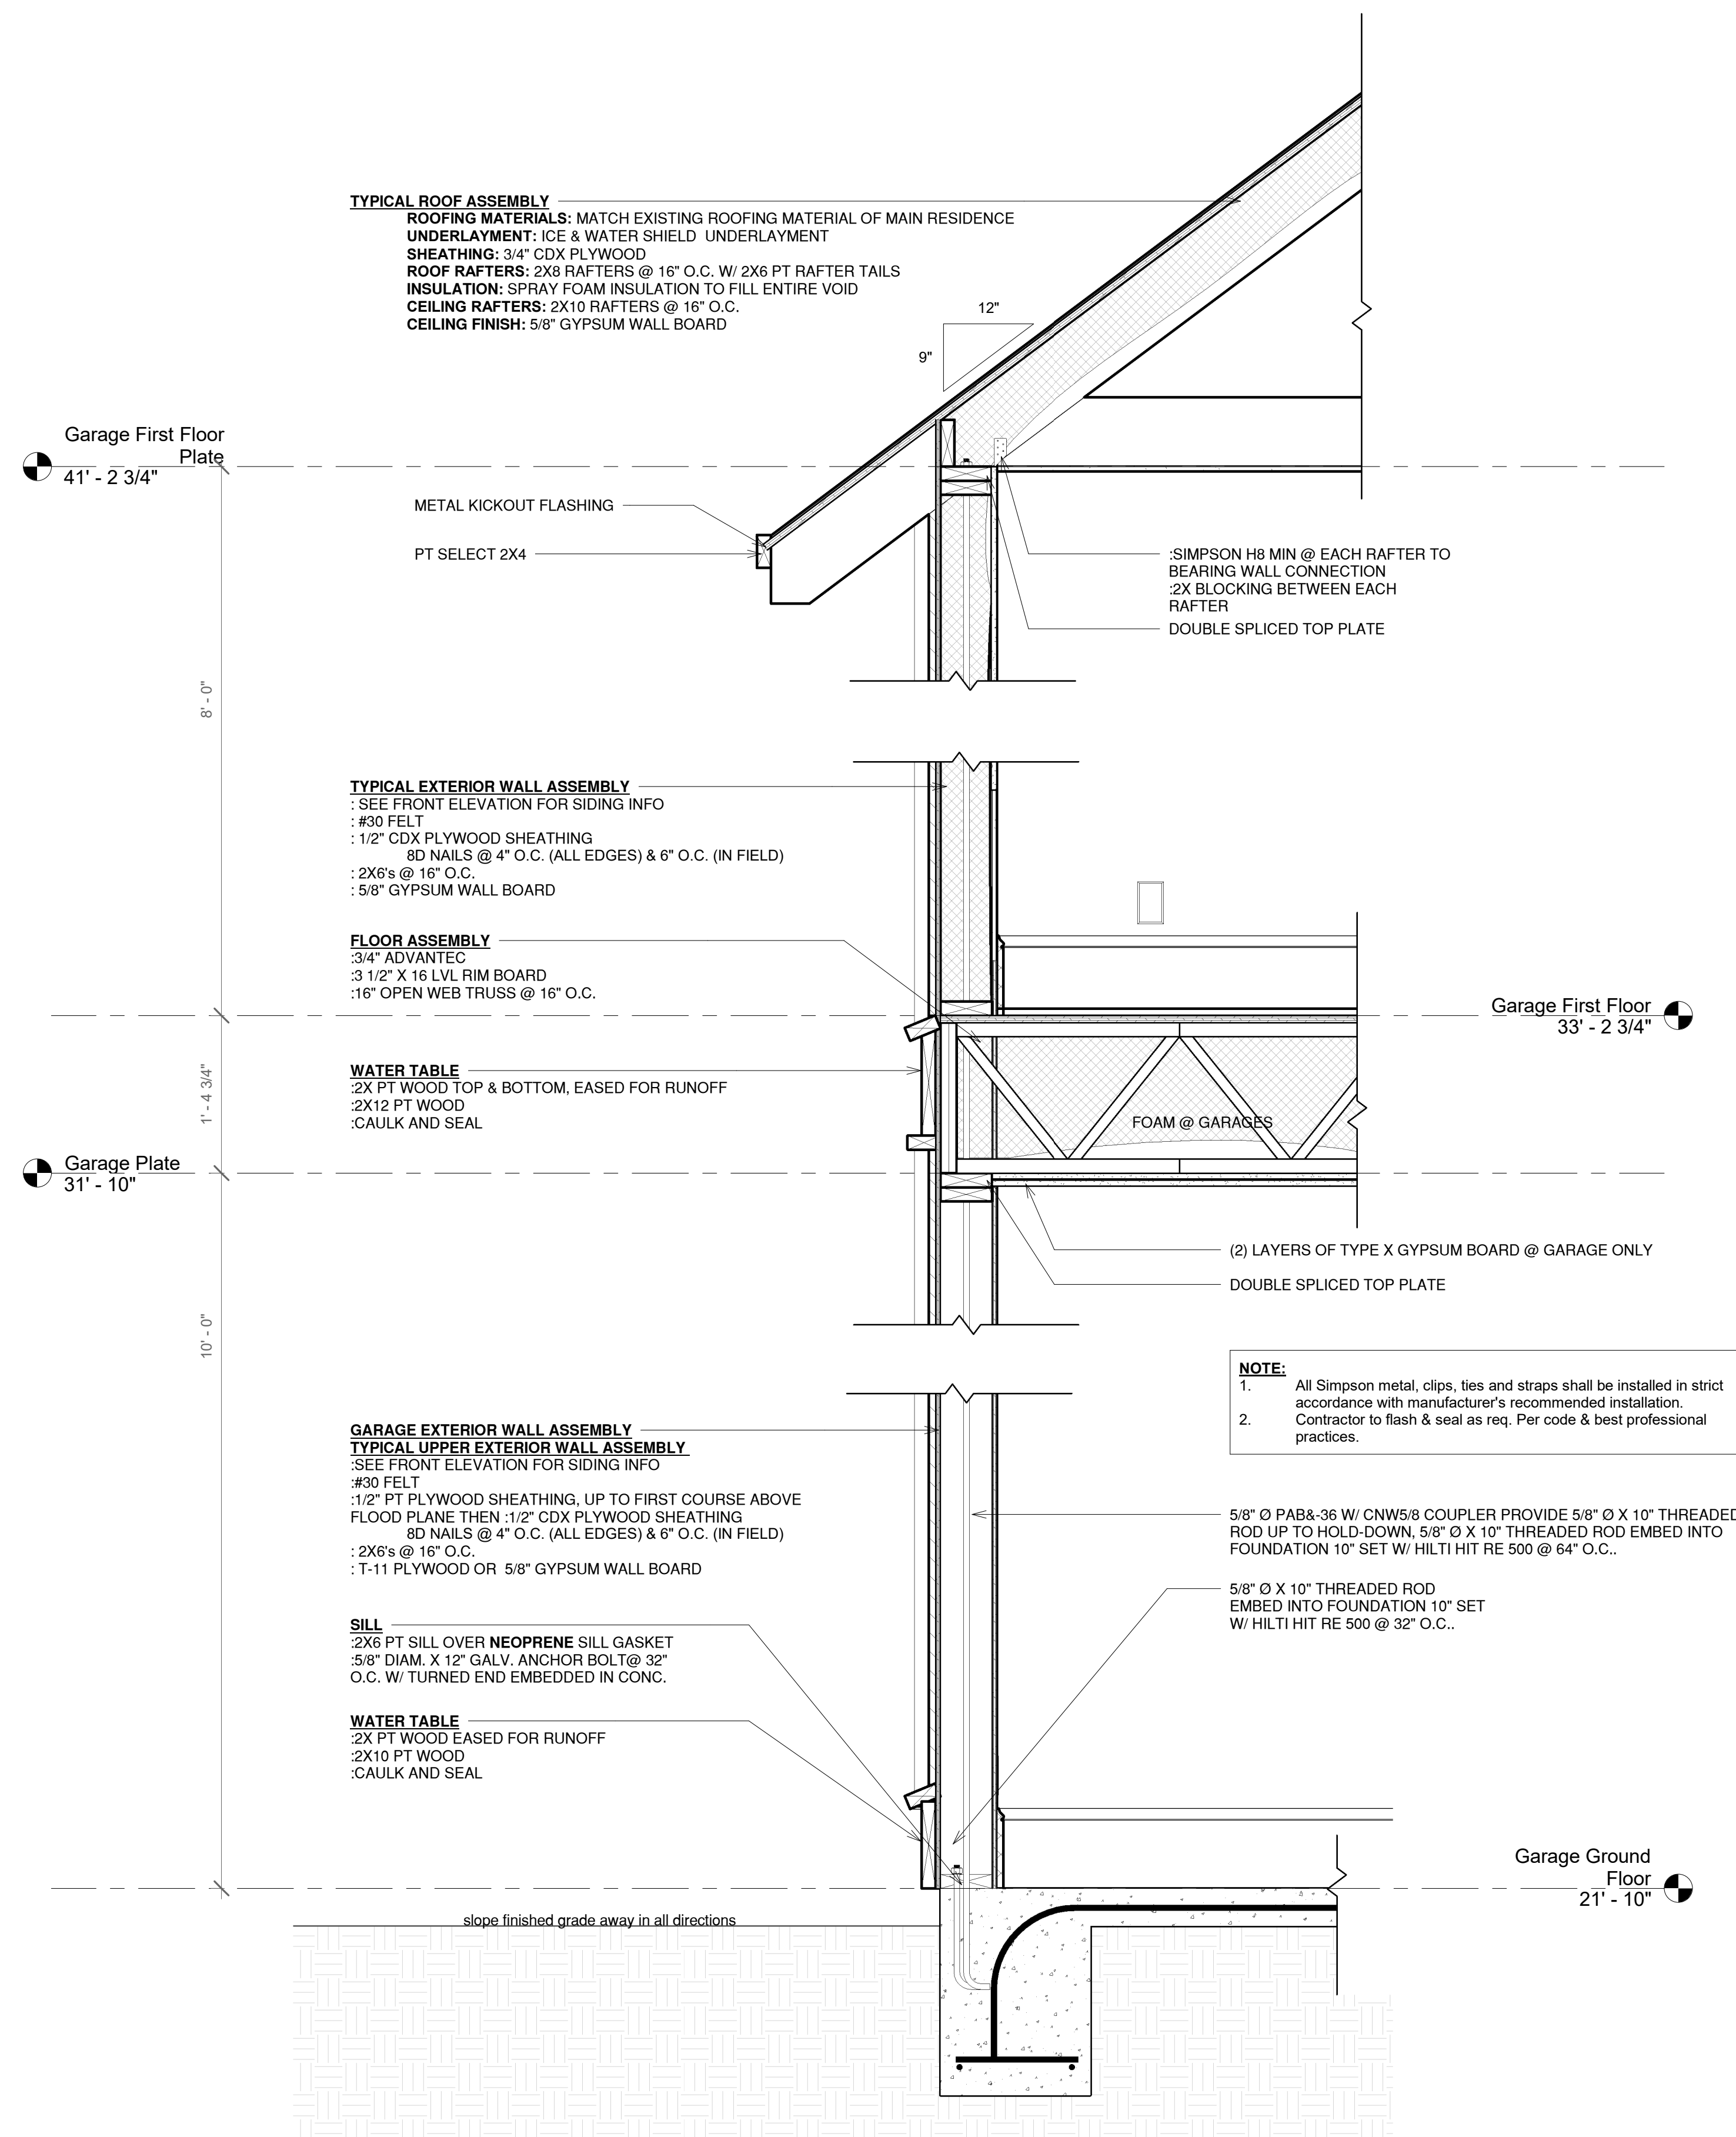 TYPICAL ROOF ASSEMBLY
ROOFING MATERIALS: MATCH EXISTING ROOFING MATERIAL OF MAIN RESIDENCE
UNDERLAYMENT: ICE & WATER SHIELD UNDERLAYMENT
SHEATHING: 3/4" CDX PLYWOOD
ROOF RAFTERS: 2X8 RAFTERS @ 16" O.C. W/ 2X6 PT RAFTER TAILS
INSULATION: SPRAY FOAM INSULATION TO FILL ENTIRE VOID
CEILING RAFTERS: 2X10 RAFTERS @ 16" O.C.
CEILING FINISH: 5/8" GYPSUM WALL BOARD
12"
9"
Garage First Floor
Plate
41' - 2 3/4"
METAL KICKOUT FLASHING
PT SELECT 2X4
:SIMPSON H8 MIN @ EACH RAFTER TO
BEARING WALL CONNECTION
:2X BLOCKING BETWEEN EACH
RAFTER
DOUBLE SPLICED TOP PLATE
8' - 0"
TYPICAL EXTERIOR WALL ASSEMBLY
: SEE FRONT ELEVATION FOR SIDING INFO
: #30 FELT
: 1/2" CDX PLYWOOD SHEATHING
8D NAILS @ 4" O.C. (ALL EDGES) & 6" O.C. (IN FIELD)
: 2X6's @ 16" O.C.
: 5/8" GYPSUM WALL BOARD
FLOOR ASSEMBLY
:3/4" ADVANTEC
:3 1/2" X 16 LVL RIM BOARD
:16" OPEN WEB TRUSS @ 16" O.C.
Garage First Floor
33' - 2 3/4"
WATER TABLE
:2X PT WOOD TOP & BOTTOM, EASED FOR RUNOFF
:2X12 PT WOOD
:CAULK AND SEAL
1' - 4 3/4"
FOAM @ GARAGES
Garage Plate
31' - 10"
(2) LAYERS OF TYPE X GYPSUM BOARD @ GARAGE ONLY
DOUBLE SPLICED TOP PLATE
10' - 0"
NOTE:
1. All Simpson metal, clips, ties and straps shall be installed in strict
accordance with manufacturer's recommended installation.
2. Contractor to flash & seal as req. Per code & best professional
practices.
GARAGE EXTERIOR WALL ASSEMBLY
TYPICAL UPPER EXTERIOR WALL ASSEMBLY
:SEE FRONT ELEVATION FOR SIDING INFO
:#30 FELT
:1/2" PT PLYWOOD SHEATHING, UP TO FIRST COURSE ABOVE
FLOOD PLANE THEN :1/2" CDX PLYWOOD SHEATHING
8D NAILS @ 4" O.C. (ALL EDGES) & 6" O.C. (IN FIELD)
: 2X6's @ 16" O.C.
: T-11 PLYWOOD OR 5/8" GYPSUM WALL BOARD
5/8" Ø PAB&-36 W/ CNW5/8 COUPLER PROVIDE 5/8" Ø X 10" THREADED
ROD UP TO HOLD-DOWN, 5/8" Ø X 10" THREADED ROD EMBED INTO
FOUNDATION 10" SET W/ HILTI HIT RE 500 @ 64" O.C..
5/8" Ø X 10" THREADED ROD
EMBED INTO FOUNDATION 10" SET
W/ HILTI HIT RE 500 @ 32" O.C..
SILL
:2X6 PT SILL OVER NEOPRENE SILL GASKET
:5/8" DIAM. X 12" GALV. ANCHOR BOLT@ 32"
O.C. W/ TURNED END EMBEDDED IN CONC.
WATER TABLE
:2X PT WOOD EASED FOR RUNOFF
:2X10 PT WOOD
:CAULK AND SEAL
Garage Ground
Floor
21' - 10"
slope finished grade away in all directions